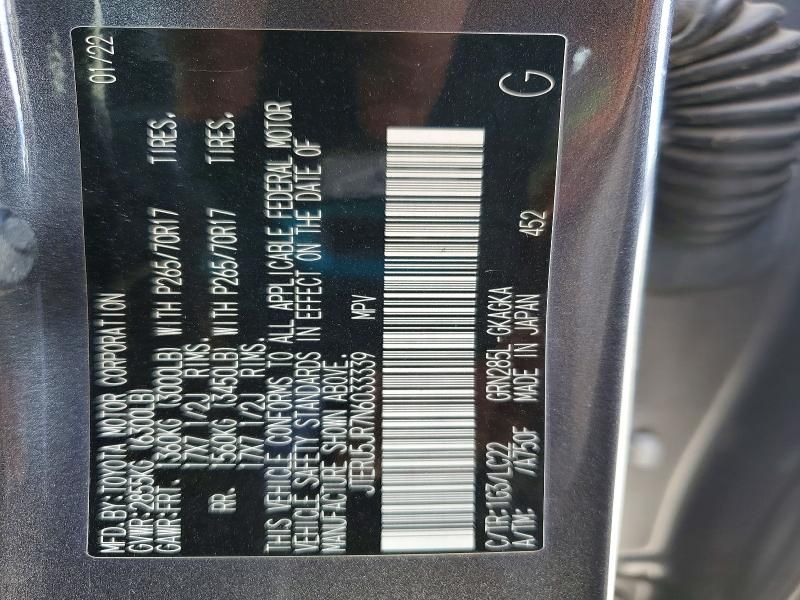 MFD. BY: TOYOTA MOTOR CORPORATION 01/22
GVWR: 2855KG (6300LB)
GAWR: FRT. 1360KG (3000LB) WITH P265/70R17 TIRES.
17X7 1/2J RIMS.
RR. 1560KG (3450LB) WITH P265/70R17 TIRES.
17X7 1/2J RIMS.
THIS VEHICLE CONFORMS TO ALL APPLICABLE FEDERAL MOTOR
VEHICLE SAFETY STANDARDS IN EFFECT ON THE DATE OF
MANUFACTURE SHOWN ABOVE.
MPV
C/TR: 1G3/LC22 GRN285L-GKAGKA
A/TM: /A750F MADE IN JAPAN 452 G